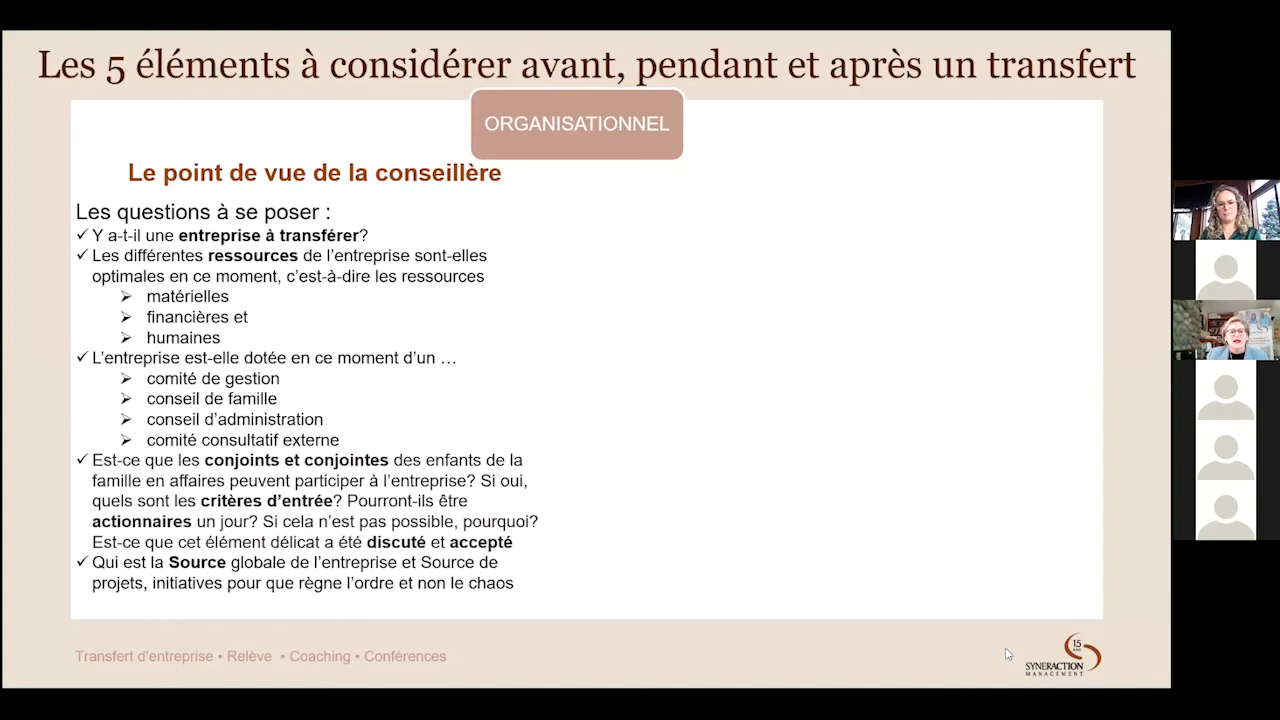 Les 5 éléments à considérer avant, pendant et après un transfert
ORGANISATIONNEL
Le point de vue de la conseillère
Les questions à se poser :
✓ Y a-t-il une entreprise à transférer?
✓ Les différentes ressources de l’entreprise sont-elles
optimales en ce moment, c’est-à-dire les ressources
➢ matérielles
➢ financières et
➢ humaines
✓ L’entreprise est-elle dotée en ce moment d’un …
➢ comité de gestion
➢ conseil de famille
➢ conseil d’administration
➢ comité consultatif externe
✓ Est-ce que les conjoints et conjointes des enfants de la
famille en affaires peuvent participer à l’entreprise? Si oui,
quels sont les critères d’entrée? Pourront-ils être
actionnaires un jour? Si cela n’est pas possible, pourquoi?
Est-ce que cet élément délicat a été discuté et accepté
✓ Qui est la Source globale de l’entreprise et Source de
projets, initiatives pour que règne l’ordre et non le chaos
Transfert d’entreprise • Relève • Coaching • Conférences
15
ans
SYNERACTION
MANAGEMENT